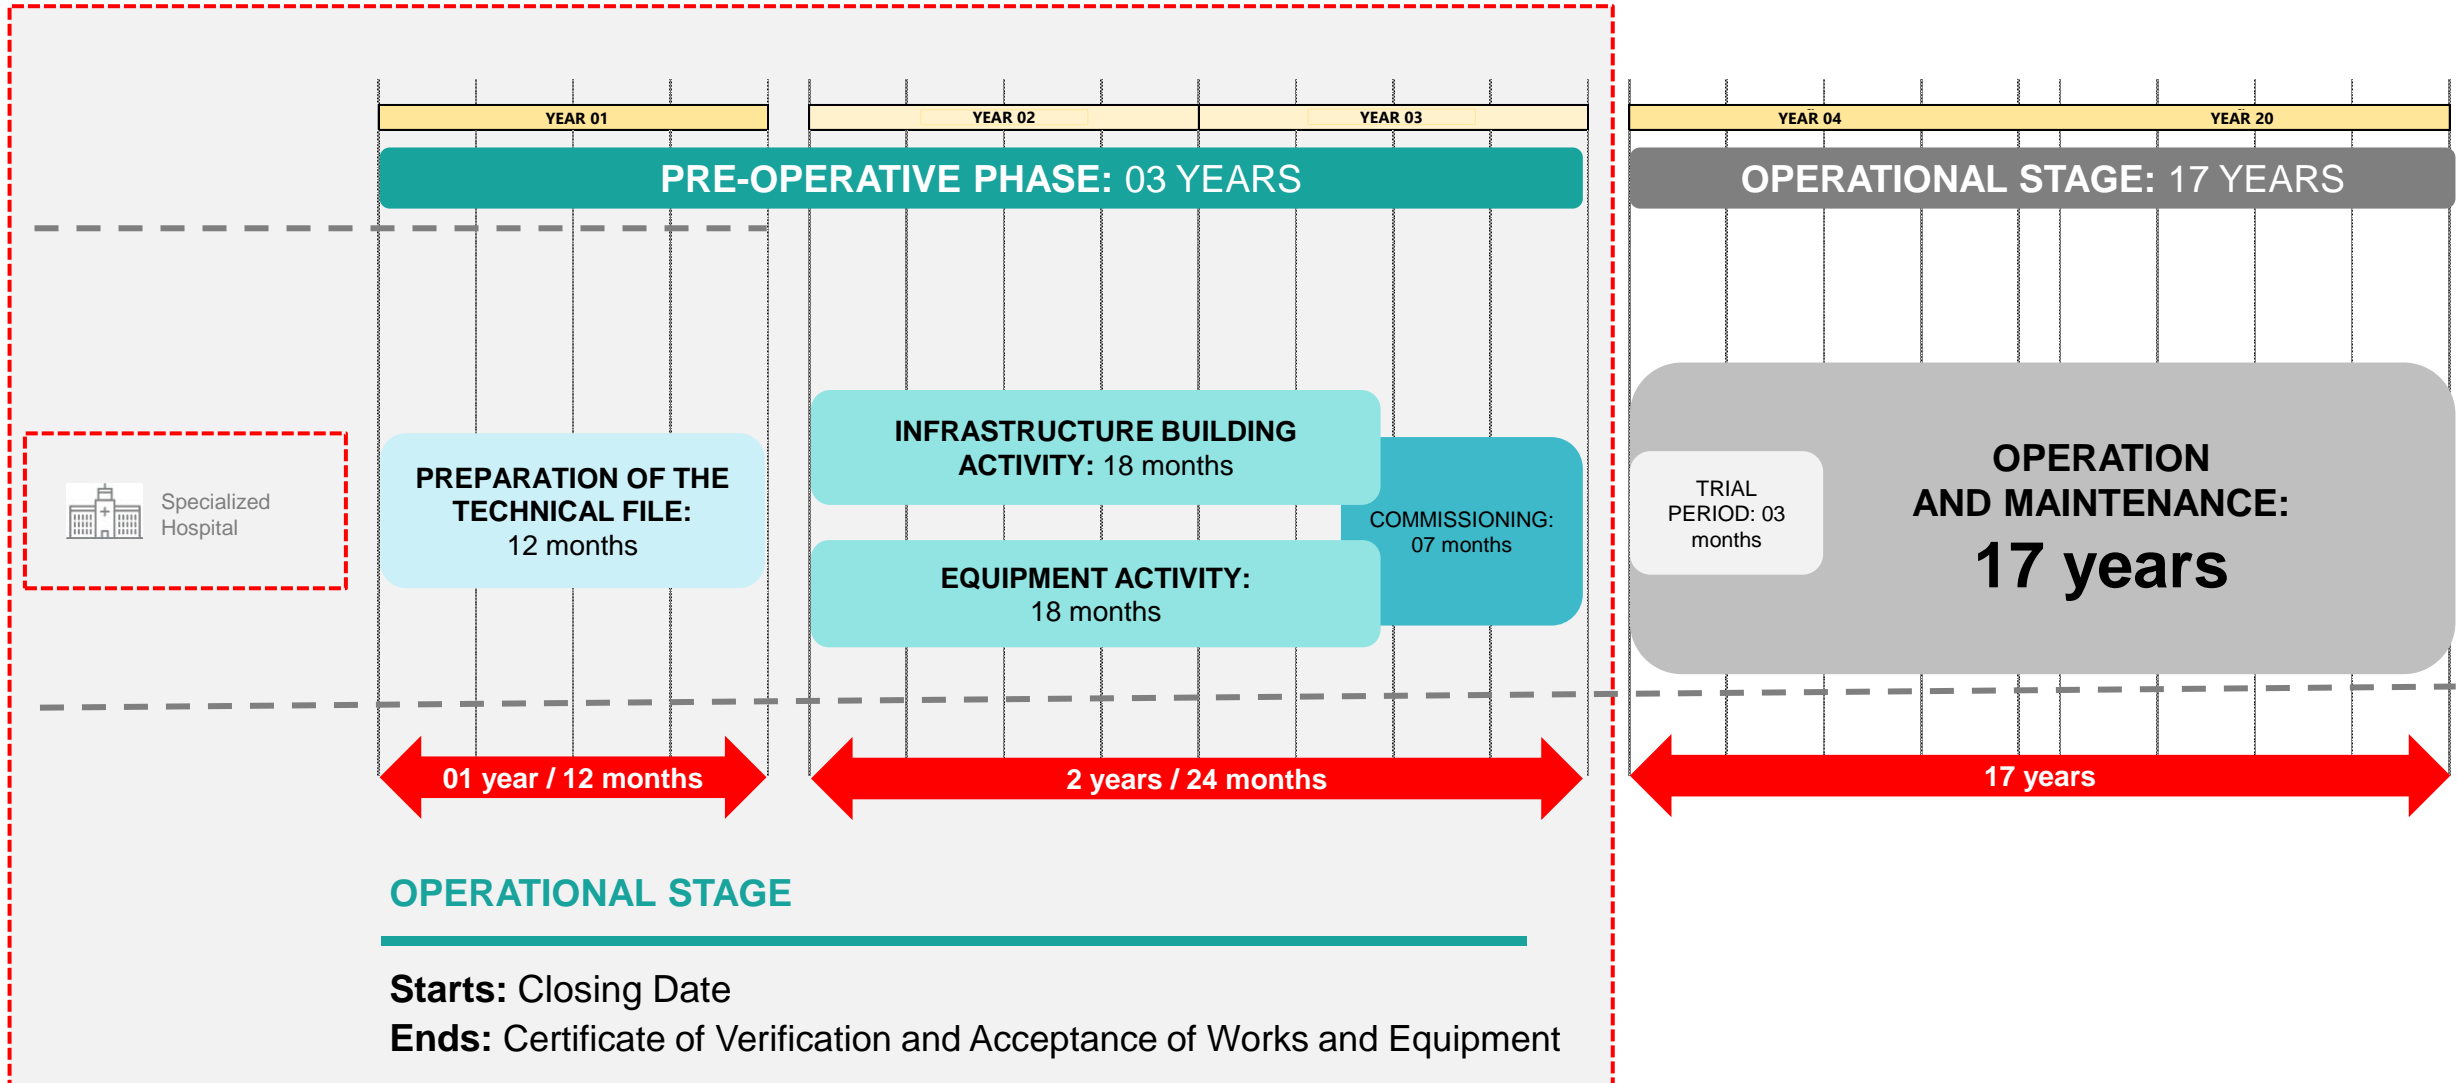 YEAR 01
YEAR 02
YEAR 03
YEAR 04
YEAR 20
PRE-OPERATIVE PHASE: 03 YEARS
OPERATIONAL STAGE: 17 YEARS
Specialized
Hospital
PREPARATION OF THE
TECHNICAL FILE:
12 months
INFRASTRUCTURE BUILDING
ACTIVITY: 18 months
EQUIPMENT ACTIVITY:
18 months
COMMISSIONING:
07 months
TRIAL
PERIOD: 03
months
OPERATION
AND MAINTENANCE:
17 years
01 year / 12 months
2 years / 24 months
17 years
OPERATIONAL STAGE
Starts: Closing Date
Ends: Certificate of Verification and Acceptance of Works and Equipment